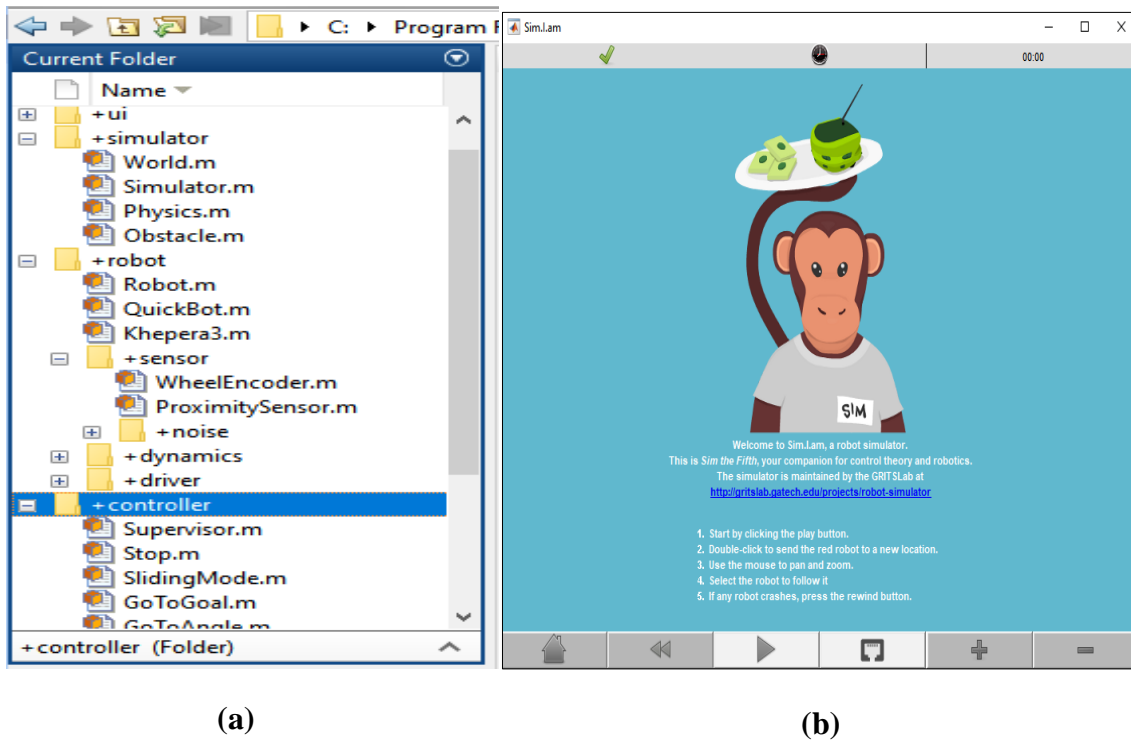 C: Program
Current Folder
Name
+ui
+simulator
World.m
Simulator.m
Physics.m
Obstacle.m
+robot
Robot.m
QuickBot.m
Khepera3.m
+sensor
WheelEncoder.m
ProximitySensor.m
+noise
+dynamics
+driver
+controller
Supervisor.m
Stop.m
SlidingMode.m
GoToGoal.m
GoToAngle.m
+controller (Folder)
(a)
Sim.I.am
00:00
SIM
Welcome to Sim.I.am, a robot simulator.
This is Sim the Fifth, your companion for control theory and robotics.
The simulator is maintained by the GRITSLab at
http://gritslab.gatech.edu/projects/robot-simulator
1. Start by clicking the play button.
2. Double-click to send the red robot to a new location.
3. Use the mouse to pan and zoom.
4. Select the robot to follow it
5. If any robot crashes, press the rewind button.
(b)